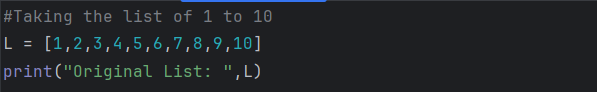 #Taking the list of 1 to 10
L = [1,2,3,4,5,6,7,8,9,10]
print("Original List: ",L)